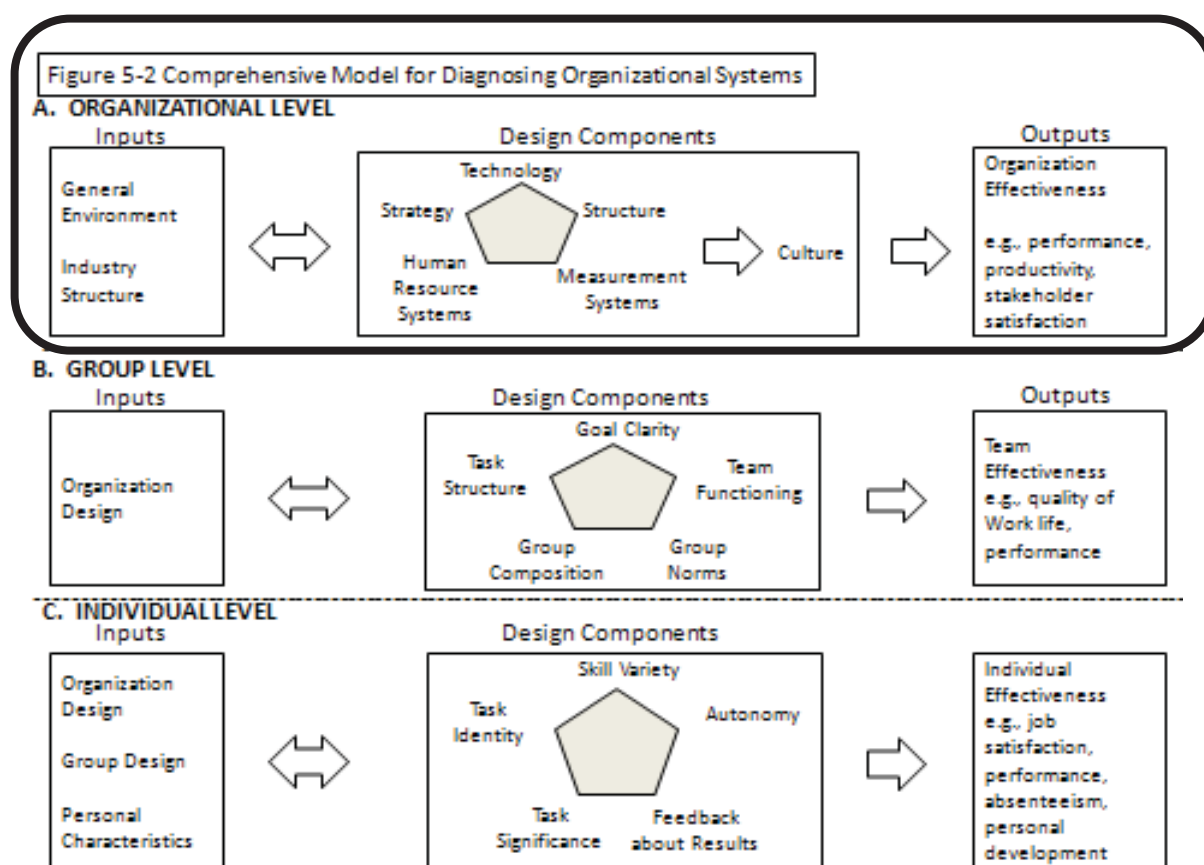 Figure 5-2 Comprehensive Model for Diagnosing Organizational Systems
A. ORGANIZATIONAL LEVEL
Inputs
General
Environment
Industry
Structure
Design Components
Technology
Strategy
Structure
Human
Resource
Systems
Measurement
Systems
Culture
Outputs
Organization
Effectiveness
e.g., performance,
productivity,
stakeholder
satisfaction
B. GROUP LEVEL
Inputs
Organization
Design
Design Components
Goal Clarity
Task
Structure
Team
Functioning
Group
Composition
Group
Norms
Outputs
Team
Effectiveness
e.g., quality of
Work life,
performance
C. INDIVIDUAL LEVEL
Inputs
Organization
Design
Group Design
Personal
Characteristics
Design Components
Skill Variety
Task
Identity
Autonomy
Task
Significance
Feedback
about Results
Individual
Effectiveness
e.g., job
satisfaction,
performance,
absenteeism,
personal
development